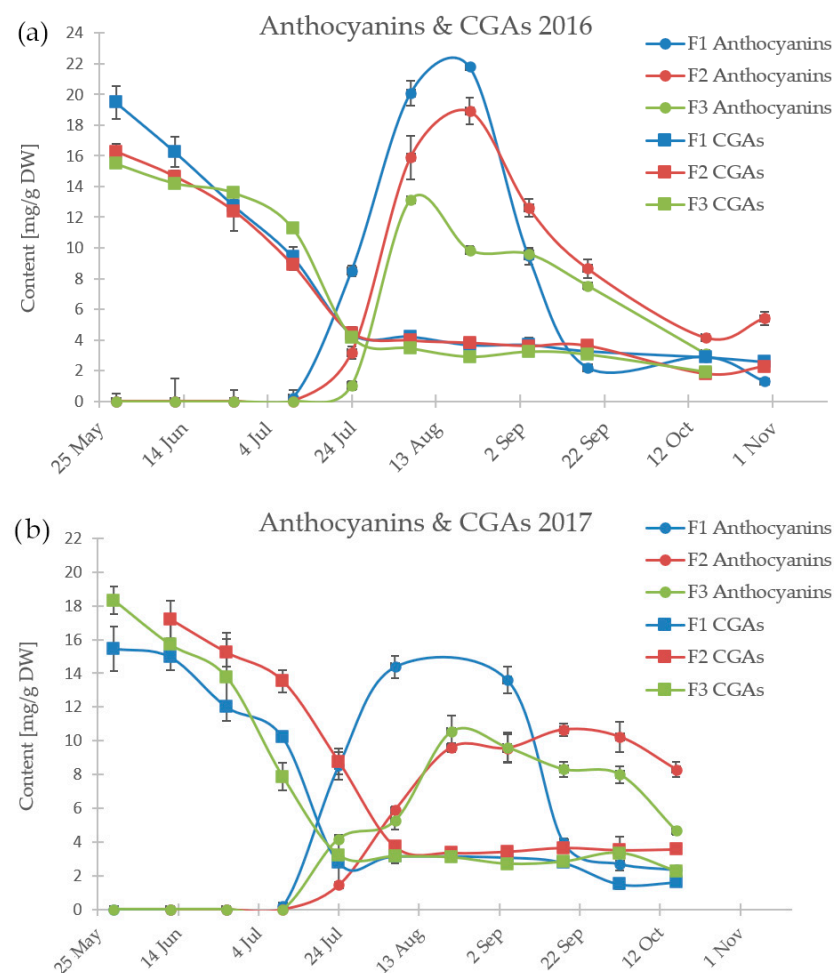 (a)
Anthocyanins & CGAs 2016
Content [mg/g DW]
24
22
20
18
16
14
12
10
8
6
4
2
0
25 May
14 Jun
4 Jul
24 Jul
13 Aug
2 Sep
22 Sep
12 Oct
1 Nov
F1 Anthocyanins
F2 Anthocyanins
F3 Anthocyanins
F1 CGAs
F2 CGAs
F3 CGAs
(b)
Anthocyanins & CGAs 2017
Content [mg/g DW]
22
20
18
16
14
12
10
8
6
4
2
0
25 May
14 Jun
4 Jul
24 Jul
13 Aug
2 Sep
22 Sep
12 Oct
1 Nov
F1 Anthocyanins
F2 Anthocyanins
F3 Anthocyanins
F1 CGAs
F2 CGAs
F3 CGAs